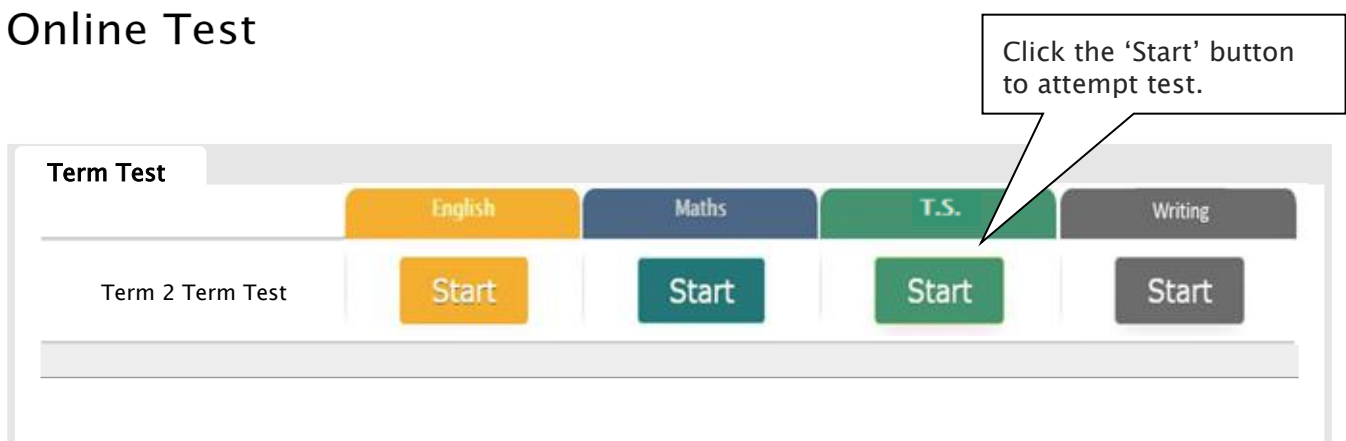 Online Test
Click the ‘Start’ button
to attempt test.
Term Test
English Maths T.S. Writing
Term 2 Term Test Start Start Start Start